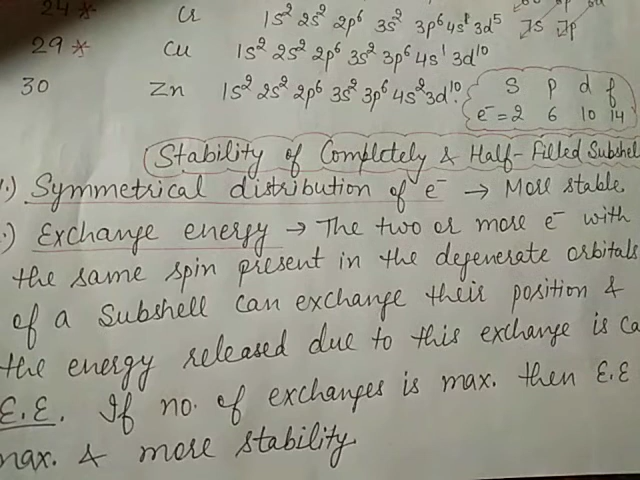 24* Cr 1s² 2s² 2p⁶ 3s² 3p⁶ 4s¹ 3d⁵
29* Cu 1s² 2s² 2p⁶ 3s² 3p⁶ 4s¹ 3d¹⁰
30 Zn 1s² 2s² 2p⁶ 3s² 3p⁶ 4s² 3d¹⁰.
S p d f
e⁻ = 2 6 10 14
Stability of Completely & Half-Filled Subshel
.) Symmetrical distribution of e⁻ → More stable.
.) Exchange energy → The two or more e⁻ with
the same spin present in the degenerate orbitals
of a Subshell can exchange their position &
the energy released due to this exchange is ca
E.E. If no. of exchanges is max. then E.E
max. & more stability.